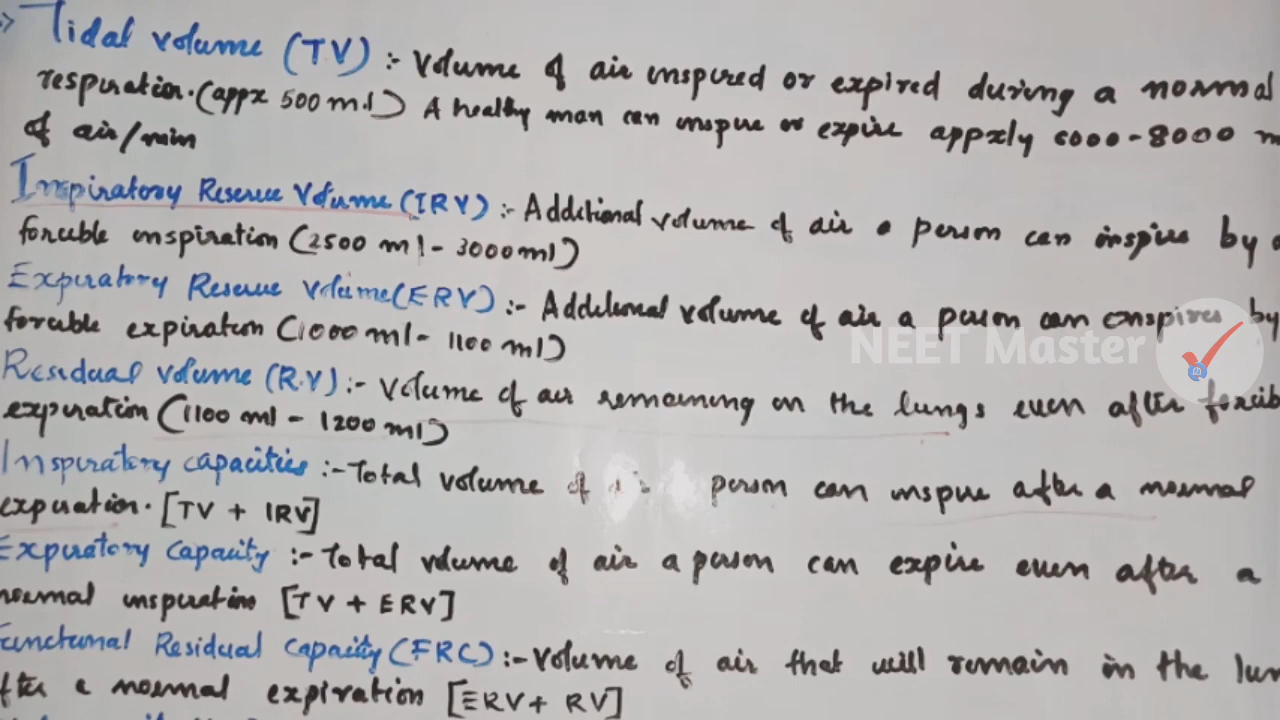 Tidal volume (TV) :- Volume of air inspired or expired during a normal
respiration. (appx 500 ml) A healthy man can inspire or expire appxly 6000-8000 m
of air/min
Inspiratory Reserve Volume (IRV) :- Additional volume of air a person can inspire by a
forcible inspiration (2500 ml - 3000ml)
Expiratory Reserve Volume (ERV) :- Additional volume of air a person can inspires by
forcible expiration (1000 ml - 1100 ml)
NEET Master
Residual volume (R.V) :- Volume of air remaining in the lungs even after forcib
expiration (1100 ml - 1200 ml)
Inspiratory capacities :- Total volume of person can inspire after a normal
expiration. [TV + IRV]
Expiratory capacity :- Total volume of air a person can expire even after a
normal inspiration [TV + ERV]
Functional Residual Capacity (FRC) :- Volume of air that will remain in the lun
after a normal expiration [ERV + RV]